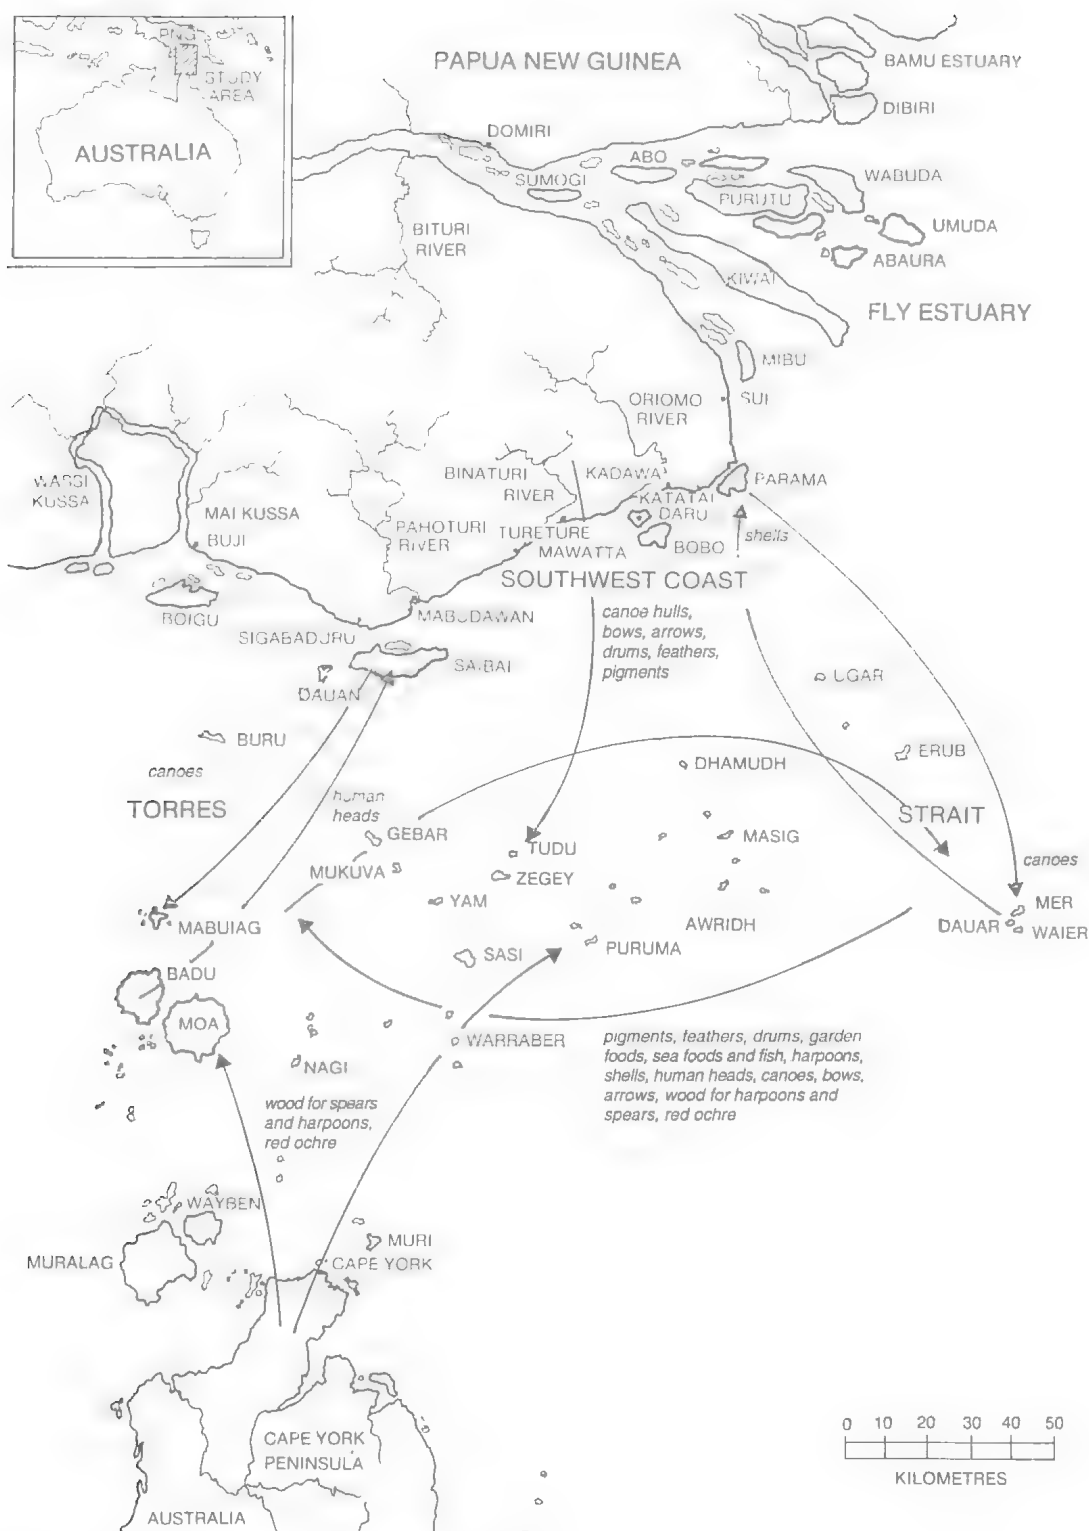 PNG
STUDY
AREA
AUSTRALIA
PAPUA NEW GUINEA
BAMU ESTUARY
DIBIRI
DOMIRI
ABO
SUMOGI
WABUDA
PURUTU
UMUDA
ABAURA
BITURI
RIVER
KIWAI
FLY ESTUARY
MIBU
ORIOMO
RIVER
SUI
WASSI
KUSSA
BINATURI
RIVER
KADAWA
PARAMA
KATATAI
DARU
MAI KUSSA
BUJI
PAHOTURI
RIVER
TURETURE
MAWATTA
BOBO
shells
SOUTHWEST COAST
BOIGU
MABUDAWAN
SIGABADURU
canoe hulls,
bows, arrows,
drums, feathers,
pigments
SAIBAI
DAUAN
UGAR
BURU
ERUB
canoes
DHAMUDH
TORRES
human
heads
STRAIT
GEBAR
MASIG
TUDU
MUKUVA
ZEGEY
canoes
YAM
MER
MABUIAG
AWRIDH
DAUAR
WAIER
PURUMA
SASI
BADU
MOA
WARRABER
pigments, feathers, drums, garden
foods, sea foods and fish, harpoons,
shells, human heads, canoes, bows,
arrows, wood for harpoons and
spears, red ochre
NAGI
wood for spears
and harpoons,
red ochre
WAYBEN
MURI
MURALAG
CAPE YORK
0 10 20 30 40 50
KILOMETRES
CAPE YORK
PENINSULA
AUSTRALIA